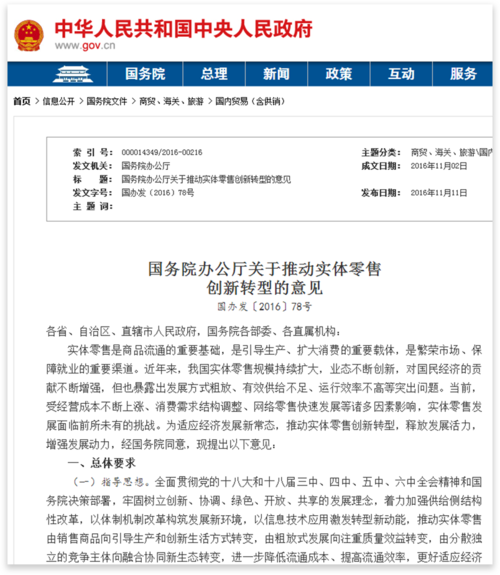 中华人民共和国中央人民政府
www.gov.cn
国务院 总理 新闻 政策 互动 服务
首页 > 信息公开 > 国务院文件 > 商贸、海关、旅游 > 国内贸易（含供销）
索 引 号： 000014349/2016-00216 主题分类： 商贸、海关、旅游\国内
发文机关： 国务院办公厅 成文日期： 2016年11月02日
标 题： 国务院办公厅关于推动实体零售创新转型的意见
发文字号： 国办发〔2016〕78号 发布日期： 2016年11月11日
主 题 词：
国务院办公厅关于推动实体零售
创新转型的意见
国办发〔2016〕78号
各省、自治区、直辖市人民政府，国务院各部委、各直属机构：
实体零售是商品流通的重要基础，是引导生产、扩大消费的重要载体，是繁荣市场、保
障就业的重要渠道。近年来，我国实体零售规模持续扩大，业态不断创新，对国民经济的贡
献不断增强，但也暴露出发展方式粗放、有效供给不足、运行效率不高等突出问题。当前，
受经营成本不断上涨、消费需求结构调整、网络零售快速发展等诸多因素影响，实体零售发
展面临前所未有的挑战。为适应经济发展新常态，推动实体零售创新转型，释放发展活力，
增强发展动力，经国务院同意，现提出以下意见：
一、总体要求
（一）指导思想。全面贯彻党的十八大和十八届三中、四中、五中、六中全会精神和国
务院决策部署，牢固树立创新、协调、绿色、开放、共享的发展理念，着力加强供给侧结构
性改革，以体制机制改革构筑发展新环境，以信息技术应用激发转型新动能，推动实体零售
由销售商品向引导生产和创新生活方式转变，由粗放式发展向注重质量效益转变，由分散独
立的竞争主体向融合协同新生态转变，进一步降低流通成本、提高流通效率，更好适应经济